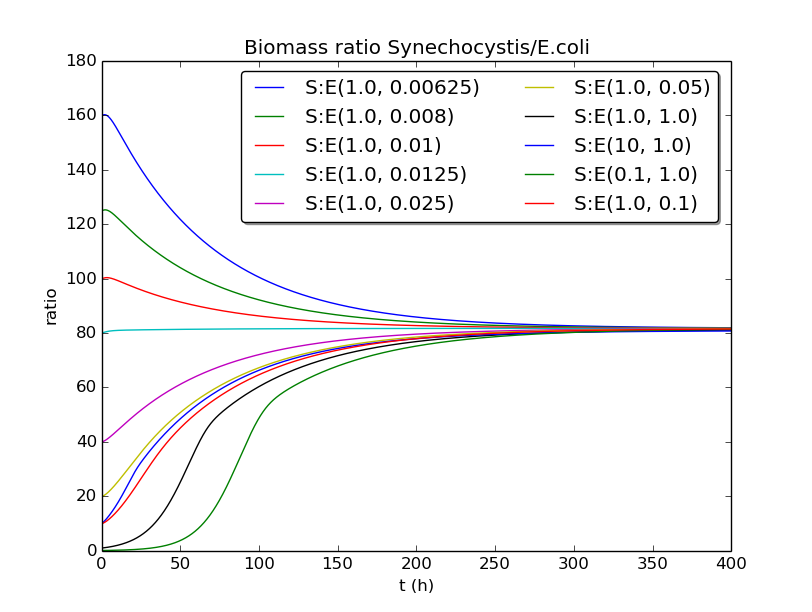 Biomass ratio Synechocystis/E.coli
180
160
140
120
100
80
60
40
20
0
ratio
S:E(1.0, 0.00625)
S:E(1.0, 0.008)
S:E(1.0, 0.01)
S:E(1.0, 0.0125)
S:E(1.0, 0.025)
S:E(1.0, 0.05)
S:E(1.0, 1.0)
S:E(10, 1.0)
S:E(0.1, 1.0)
S:E(1.0, 0.1)
0 50 100 150 200 250 300 350 400
t (h)